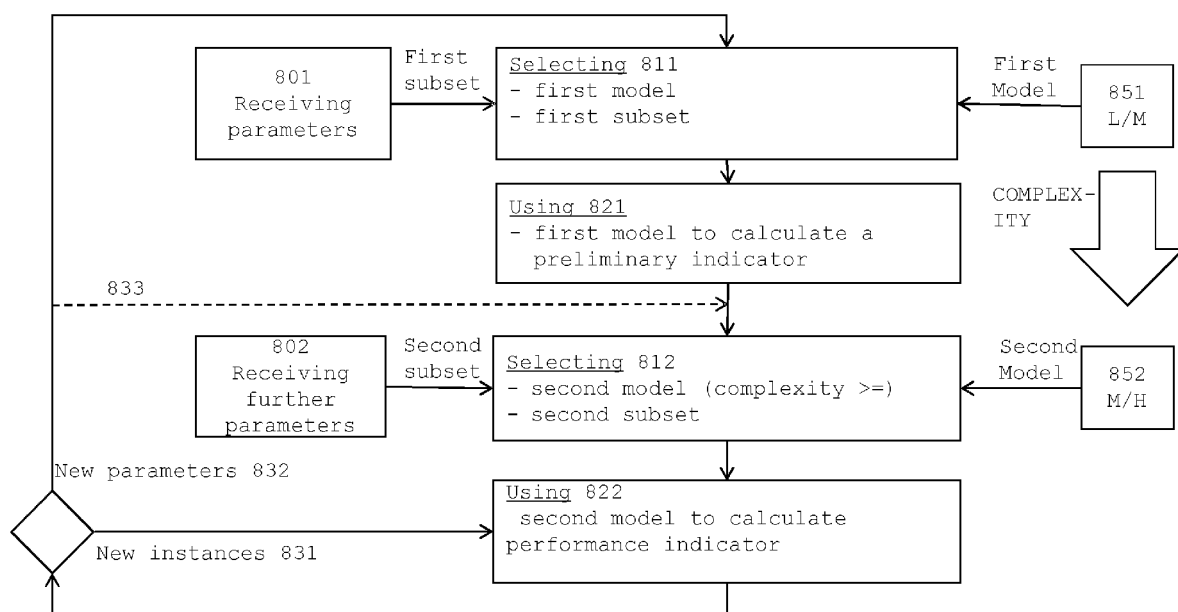 801
Receiving
parameters
First
subset
Selecting 811
- first model
- first subset
First
Model
851
L/M
Using 821
- first model to calculate a
preliminary indicator
COMPLEX-
ITY
833
802
Receiving
further
parameters
Second
subset
Selecting 812
- second model (complexity >=)
- second subset
Second
Model
852
M/H
New parameters 832
Using 822
second model to calculate
performance indicator
New instances 831